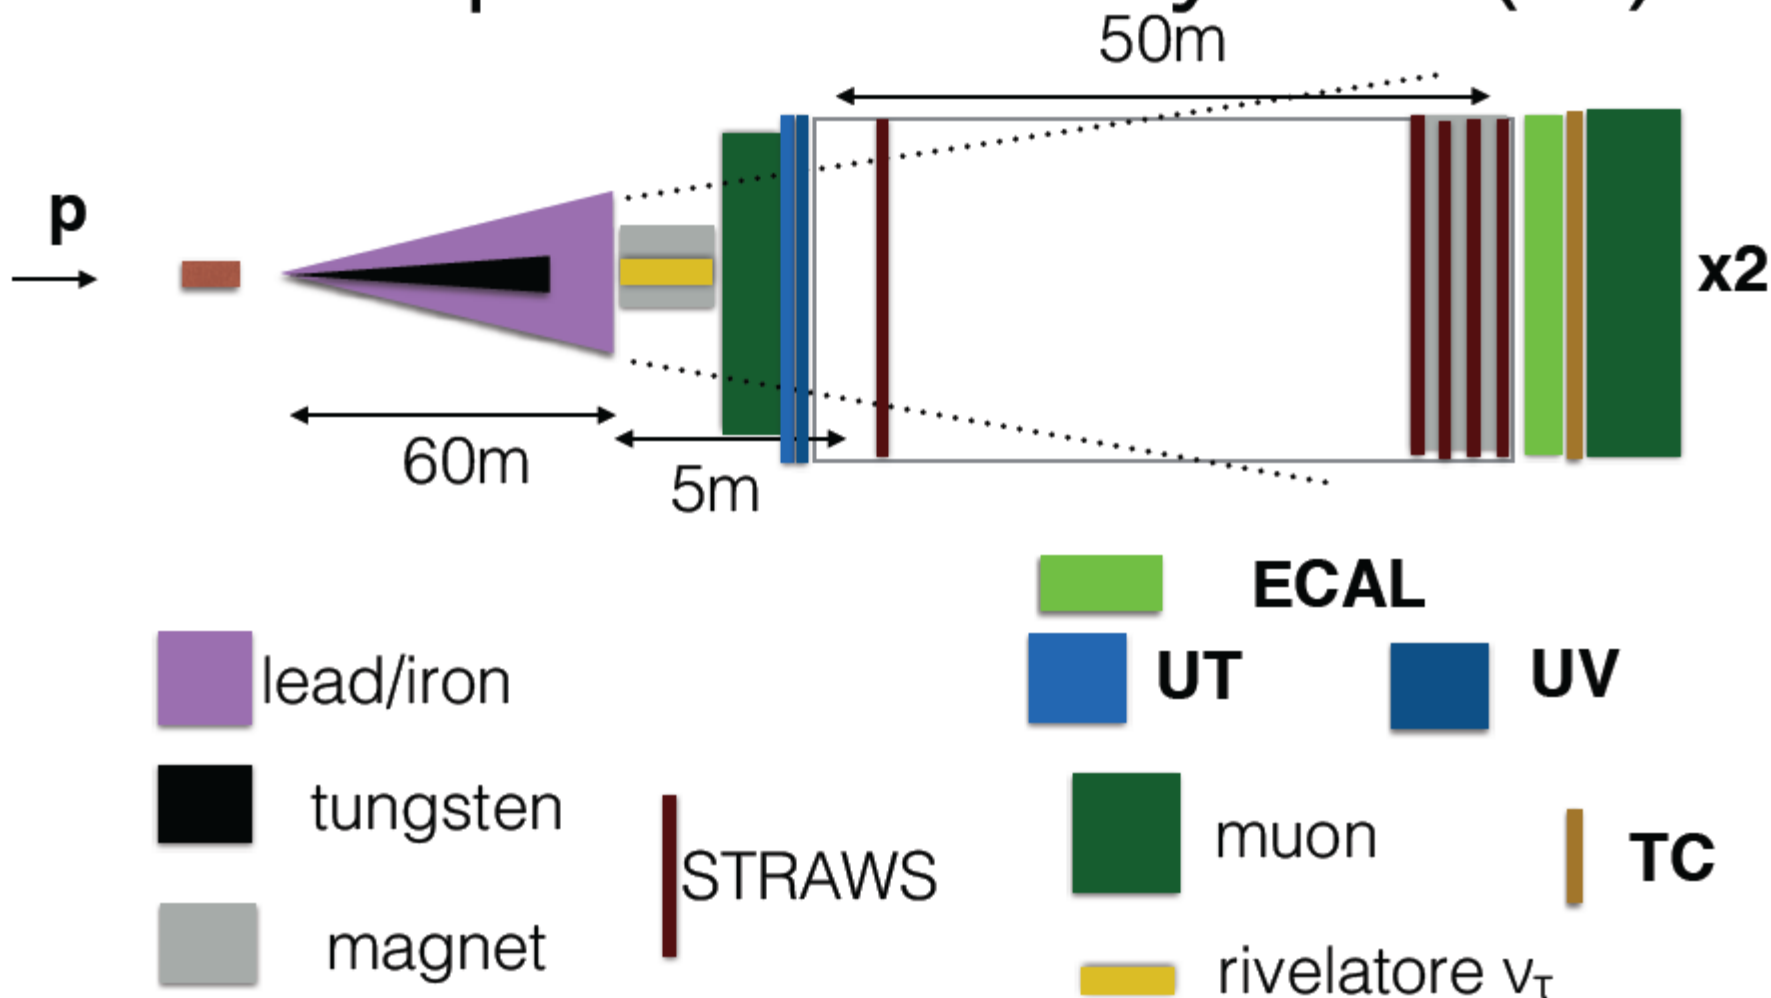 50m
p
x2
60m
5m
ECAL
UT
UV
lead/iron
tungsten
STRAWS
muon
TC
magnet
rivelatore ντ